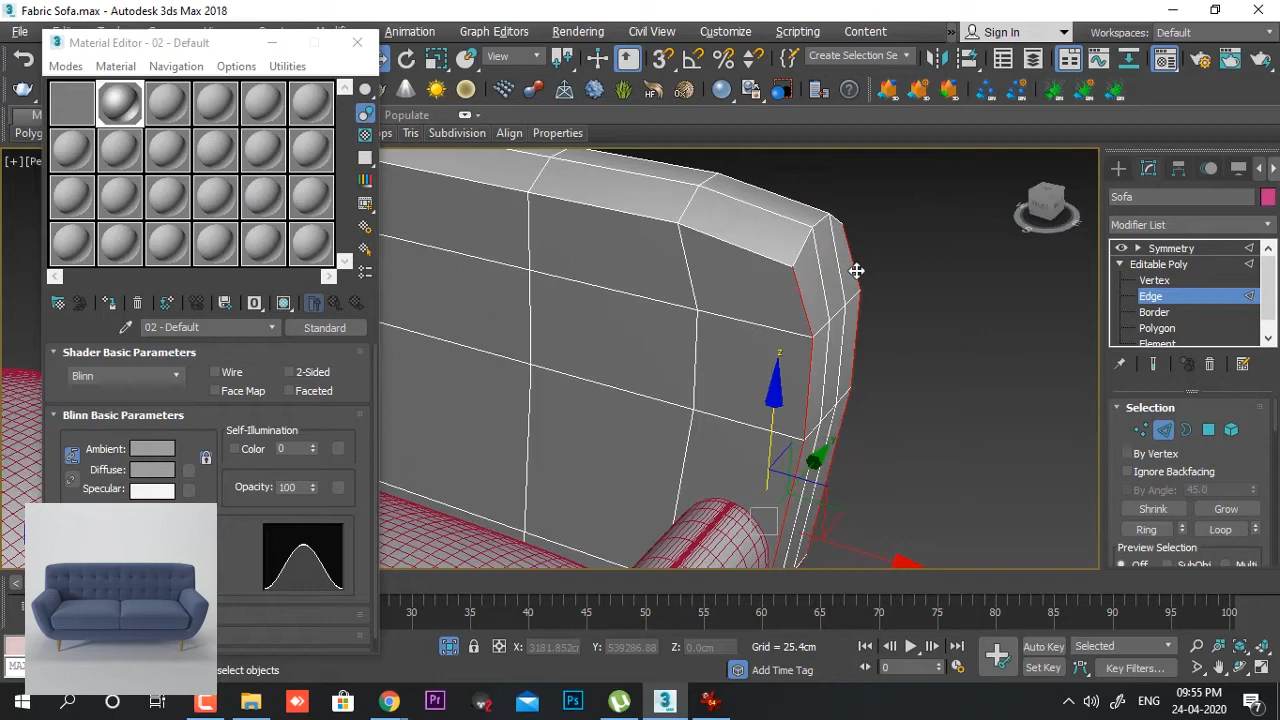 Fabric Sofa.max - Autodesk 3ds Max 2018
File
Animation
Graph Editors
Rendering
Civil View
Customize
Scripting
Content
Sign In
Workspaces: Default
Material Editor - 02 - Default
View
Create Selection Se
Modes
Material
Navigation
Options
Utilities
Populate
Tris
Subdivision
Align
Properties
Sofa
Modifier List
Symmetry
Editable Poly
Vertex
Edge
Border
Polygon
Element
z
02 - Default
Standard
Shader Basic Parameters
Blinn
Wire
2-Sided
Face Map
Faceted
Blinn Basic Parameters
Self-Illumination
Ambient:
Color
0
Diffuse:
Specular:
Opacity:
100
Selection
By Vertex
Ignore Backfacing
By Angle:
45.0
Shrink
Grow
Ring
Loop
Preview Selection
Off
SubObj
Multi
30
35
40
45
50
55
60
65
70
75
80
85
90
95
100
X:
3181.852cm
Y:
539286.88
Z:
0.0cm
Grid = 25.4cm
select objects
Add Time Tag
0
Auto Key
Selected
Set Key
Key Filters...
ENG
09:55 PM
24-04-2020